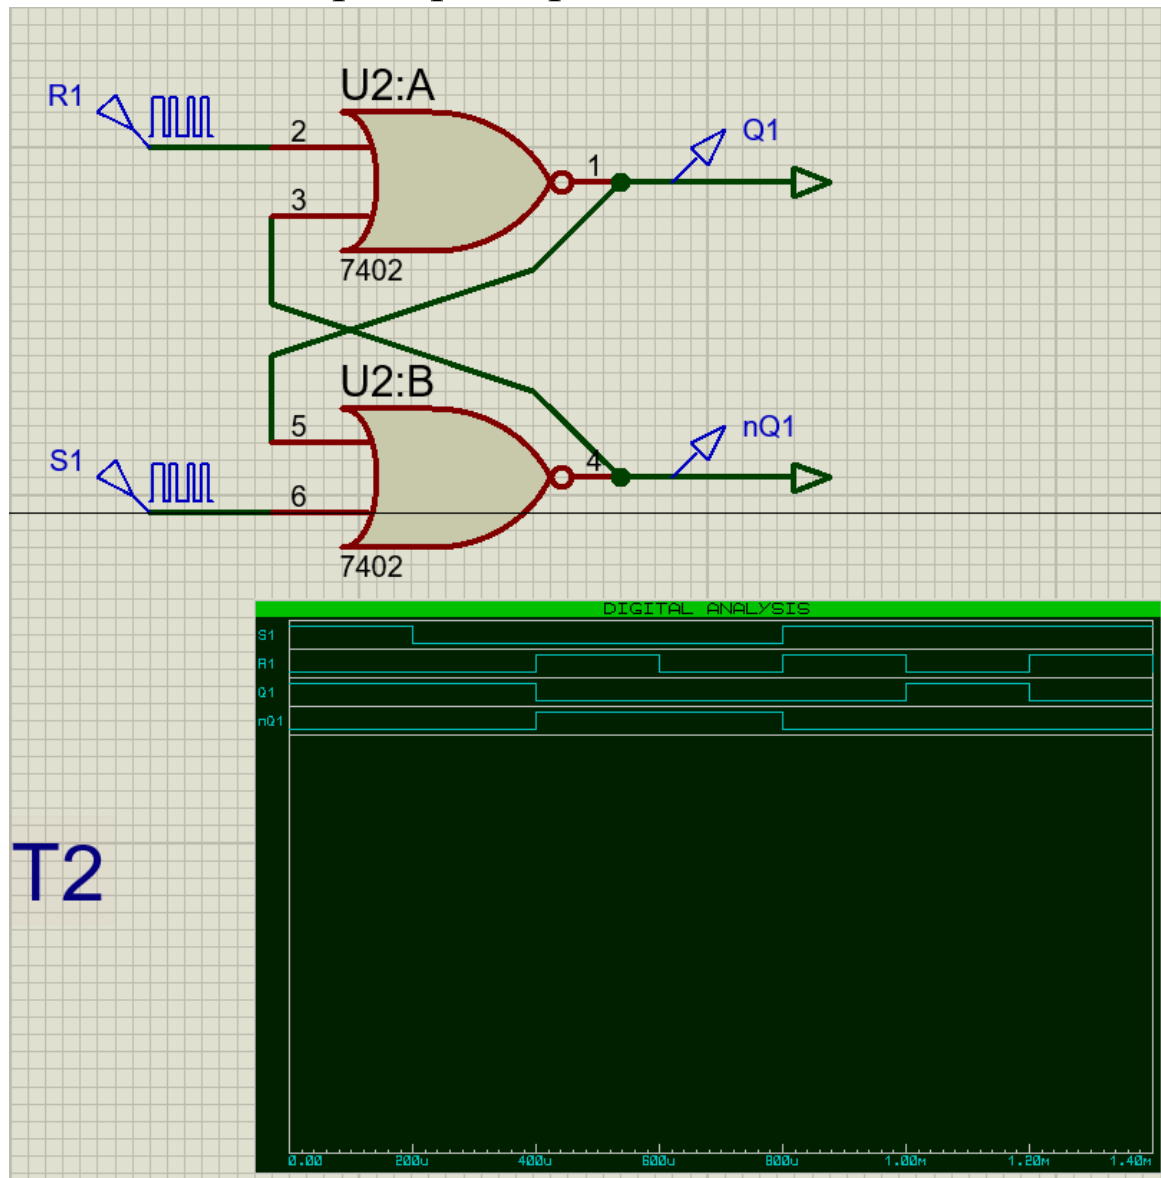 U2:A
R1
2
3
1
Q1
7402
U2:B
5
S1
6
4
nQ1
7402
DIGITAL ANALYSIS
S1
R1
Q1
nQ1
T2
0.00 200u 400u 600u 800u 1.00m 1.20m 1.40m